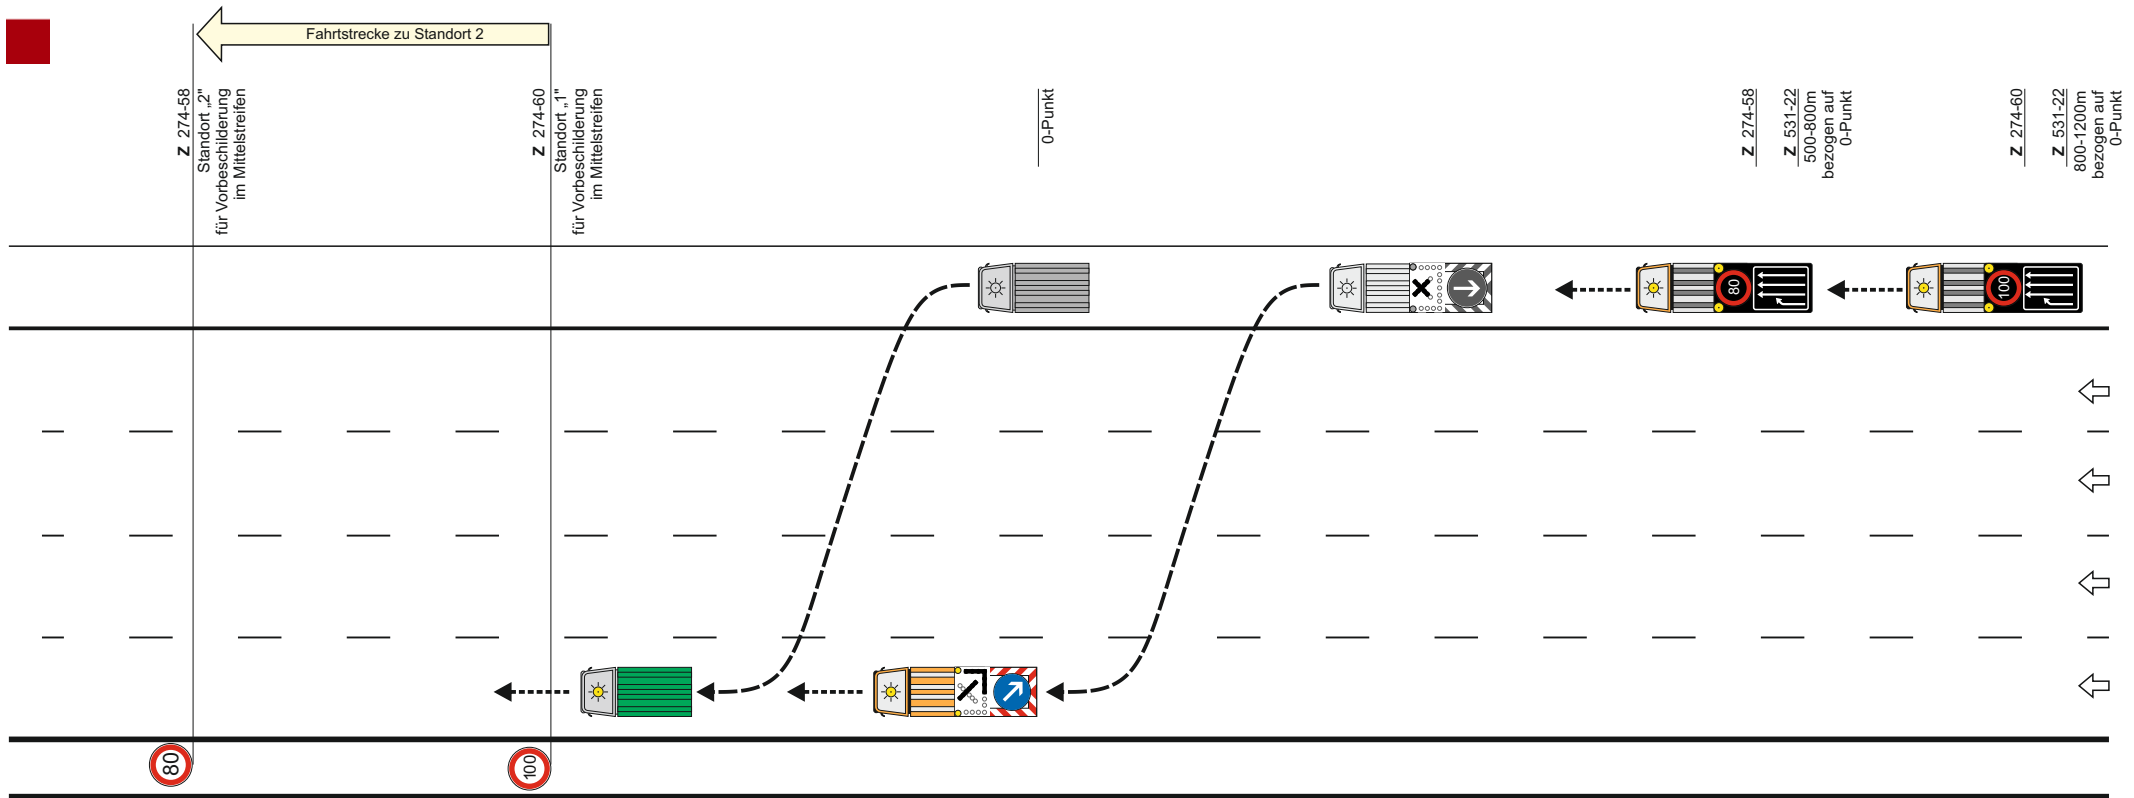 Fahrtstrecke zu Standort 2
Z 274-58
Standort „2"
für Vorbeschilderung
im Mittelstreifen
Z 274-60
Standort „1"
für Vorbeschilderung
im Mittelstreifen
0-Punkt
Z 274-58
Z 531-22
500-800m
bezogen auf
0-Punkt
Z 274-60
Z 531-22
800-1200m
bezogen auf
0-Punkt
80
100
80
100